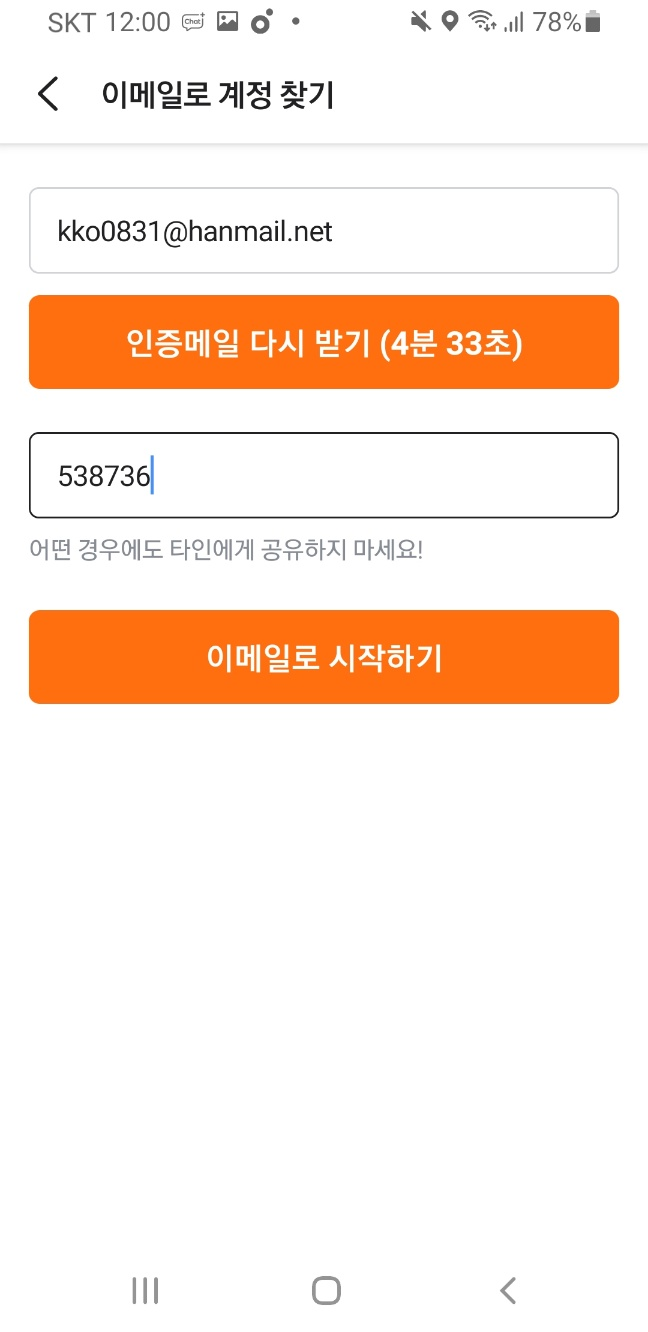 SKT 12:00 Chat+ 78%
이메일로 계정 찾기
kko0831@hanmail.net
인증메일 다시 받기 (4분 33초)
538736
어떤 경우에도 타인에게 공유하지 마세요!
이메일로 시작하기